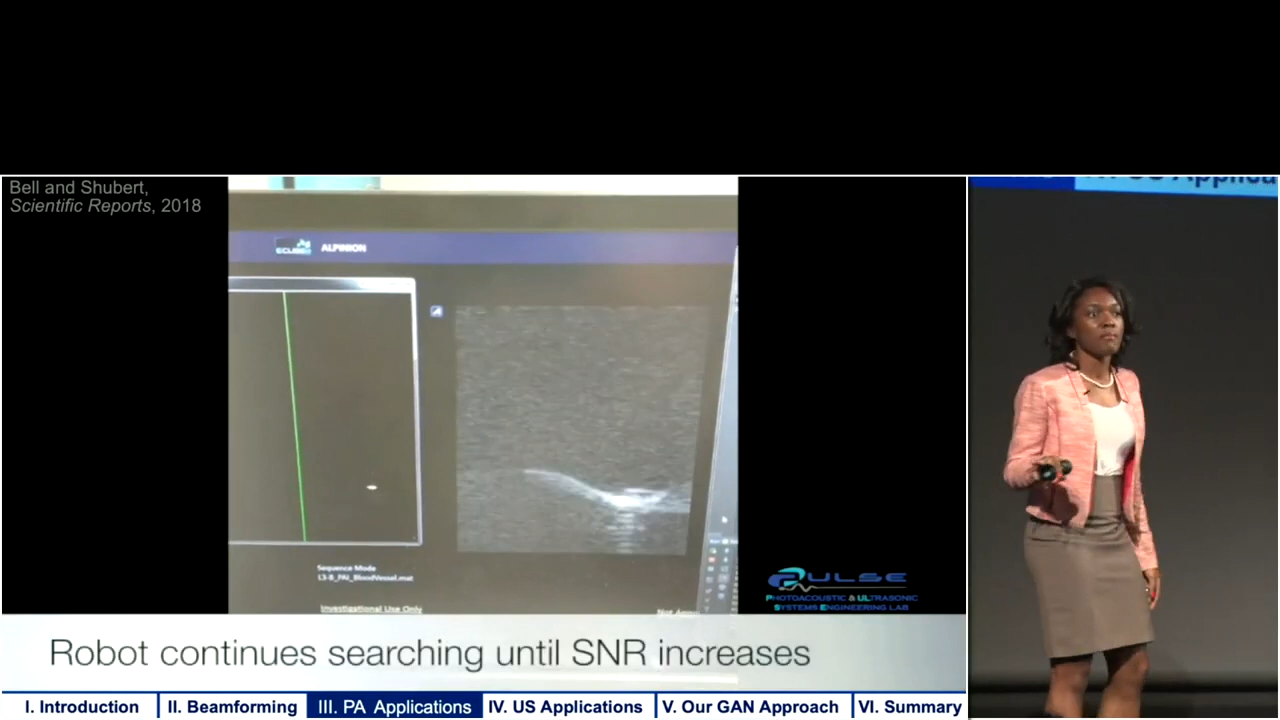 Bell and Shubert,
Scientific Reports, 2018
ALPINION
Sequence Mode
L3-8_PAI_BloodVessel.mat
Investigational Use Only
PULSE
PHOTOACOUSTIC & ULTRASONIC
SYSTEMS ENGINEERING LAB
Robot continues searching until SNR increases
I. Introduction
II. Beamforming
III. PA Applications
IV. US Applications
V. Our GAN Approach
VI. Summary